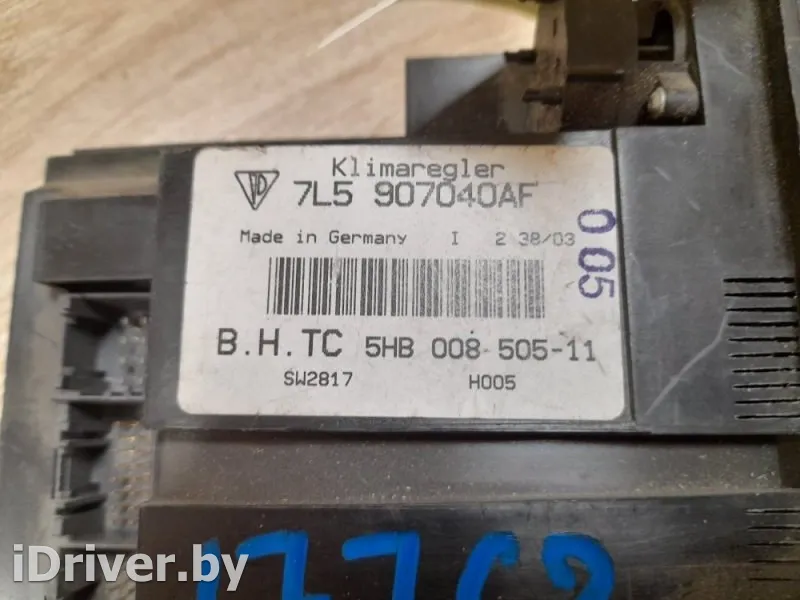 Klimaregler
7L5 907040AF
Made in Germany I 2 38/03
005
B.H.TC 5HB 008 505-11
SW2817 H005
iDriver.by